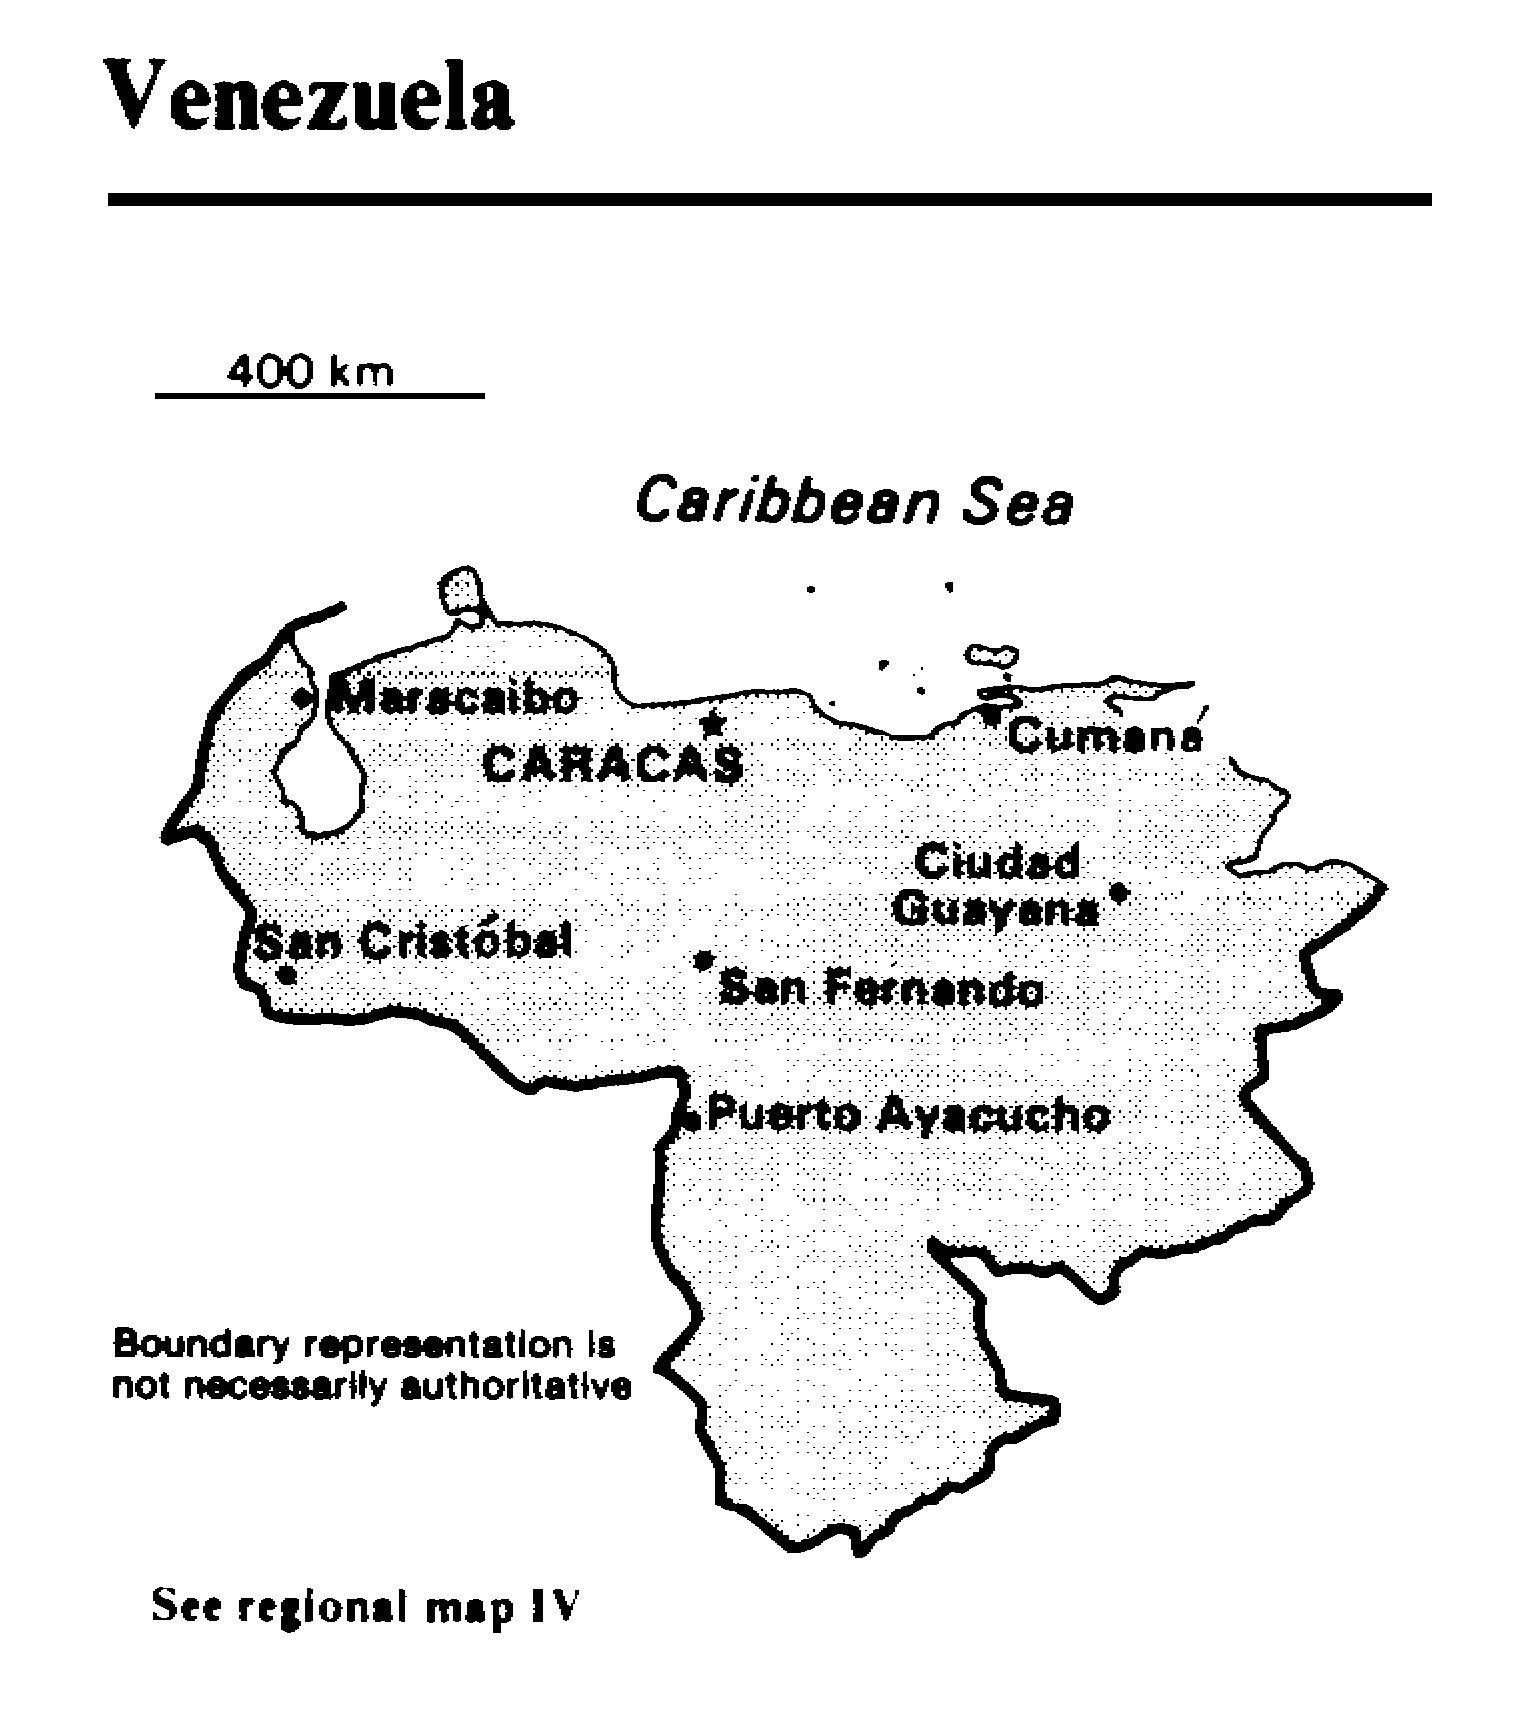 Venezuela
400 km
Caribbean Sea
Maracaibo
CARACAS
Cumana
Ciudad
Guayana
San Cristóbal
San Fernando
Puerto Ayacucho
Boundary representation is
not necessarily authoritative
See regional map IV